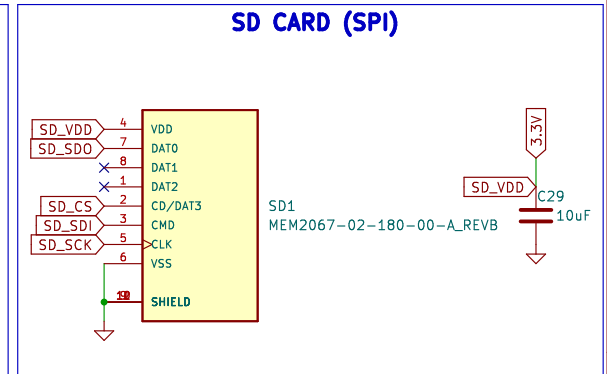 SD CARD (SPI)
SD_VDD 4 VDD
SD_SDO 7 DAT0
8 DAT1
1 DAT2
SD_CS 2 CD/DAT3
SD_SDI 3 CMD
SD_SCK 5 CLK
6 VSS
SHIELD
SD1
MEM2067-02-180-00-A_REVB
3.3V
SD_VDD
C29
10uF